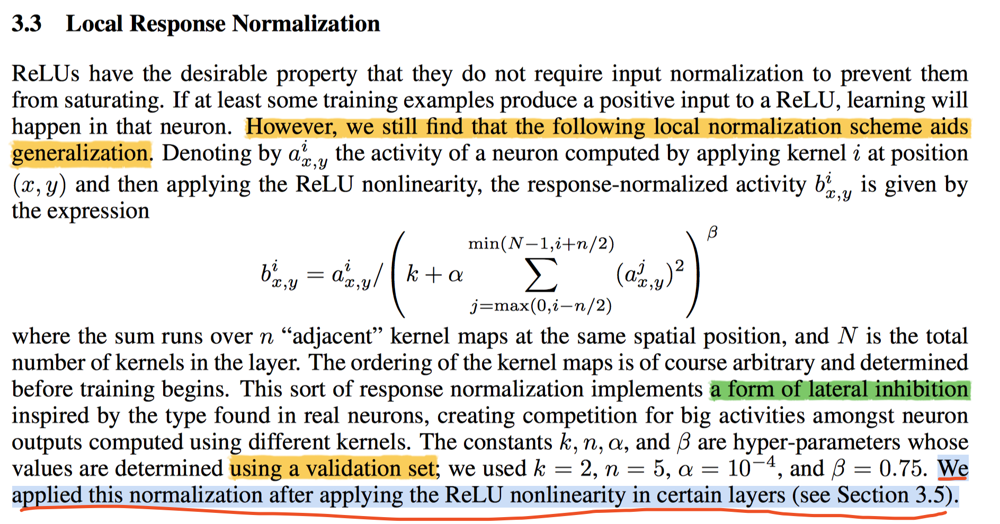 3.3 Local Response Normalization
ReLUs have the desirable property that they do not require input normalization to prevent them
from saturating. If at least some training examples produce a positive input to a ReLU, learning will
happen in that neuron. However, we still find that the following local normalization scheme aids
generalization. Denoting by $a^i_{x,y}$ the activity of a neuron computed by applying kernel $i$ at position
$(x, y)$ and then applying the ReLU nonlinearity, the response-normalized activity $b^i_{x,y}$ is given by
the expression
$b^i_{x,y} = a^i_{x,y} / \left( k + \alpha \sum_{j=\max(0,i-n/2)}^{\min(N-1,i+n/2)} (a^j_{x,y})^2 \right)^\beta$
where the sum runs over $n$ “adjacent” kernel maps at the same spatial position, and $N$ is the total
number of kernels in the layer. The ordering of the kernel maps is of course arbitrary and determined
before training begins. This sort of response normalization implements a form of lateral inhibition
inspired by the type found in real neurons, creating competition for big activities amongst neuron
outputs computed using different kernels. The constants $k, n, \alpha$, and $\beta$ are hyper-parameters whose
values are determined using a validation set; we used $k = 2$, $n = 5$, $\alpha = 10^{-4}$, and $\beta = 0.75$. We
applied this normalization after applying the ReLU nonlinearity in certain layers (see Section 3.5).